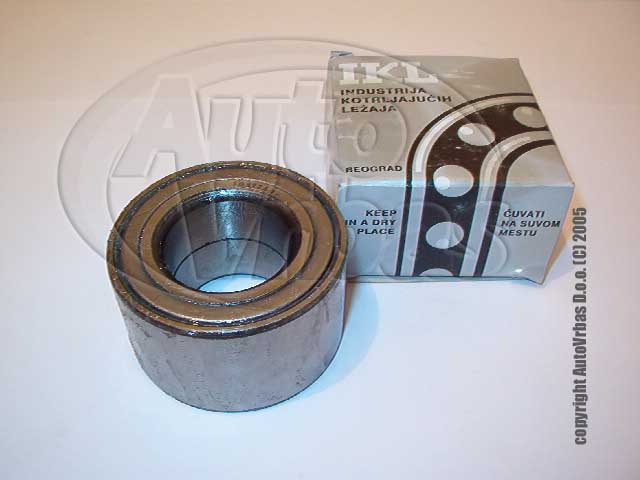 IKL
INDUSTRIJA
KOTRLJAJUĆIH
LEŽAJA
BEOGRAD
KEEP
IN A DRY
PLACE
ČUVATI
NA SUVOM
MESTU
Auto
Vrbas
copyright AutoVrbas D.o.o. (C) 2005